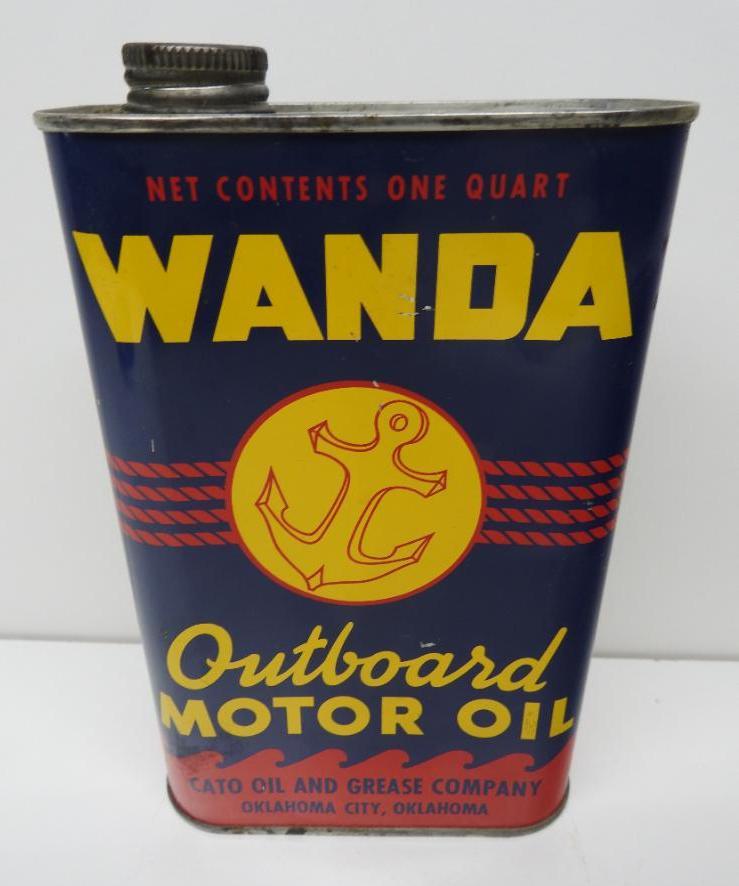 NET CONTENTS ONE QUART
WANDA
Outboard
MOTOR OIL
CATO OIL AND GREASE COMPANY
OKLAHOMA CITY, OKLAHOMA